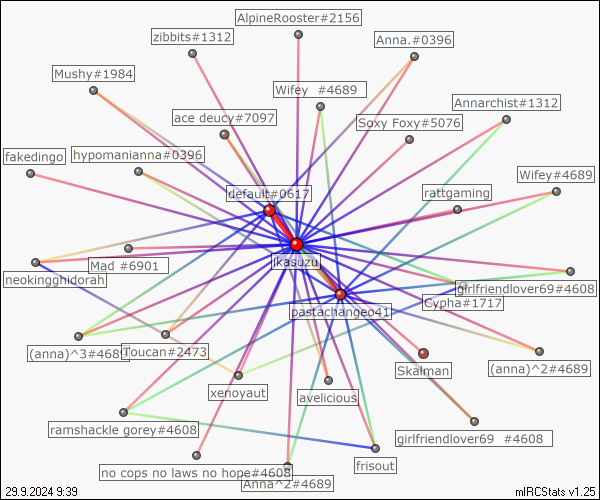 AlpineRooster#2156
zibbits#1312
Anna.#0396
Mushy#1984
Wifey  #4689
Annarchist#1312
ace deucy#7097
Soxy Foxy#5076
fakedingo
hypomanianna#0396
Wifey#4689
default#0617
rattgaming
jkasuzu
Mad #6901
neokingghidorah
girlfriendlover69#4608
Cypha#1717
pastachangeo41
(anna)^3#4689
Toucan#2473
Skalman
(anna)^2#4689
xenoyaut
avelicious
ramshackle gorey#4608
girlfriendlover69  #4608
frisout
no cops no laws no hope#4608
Anna^2#4689
29.9.2024 9:39
mIRCStats v1.25